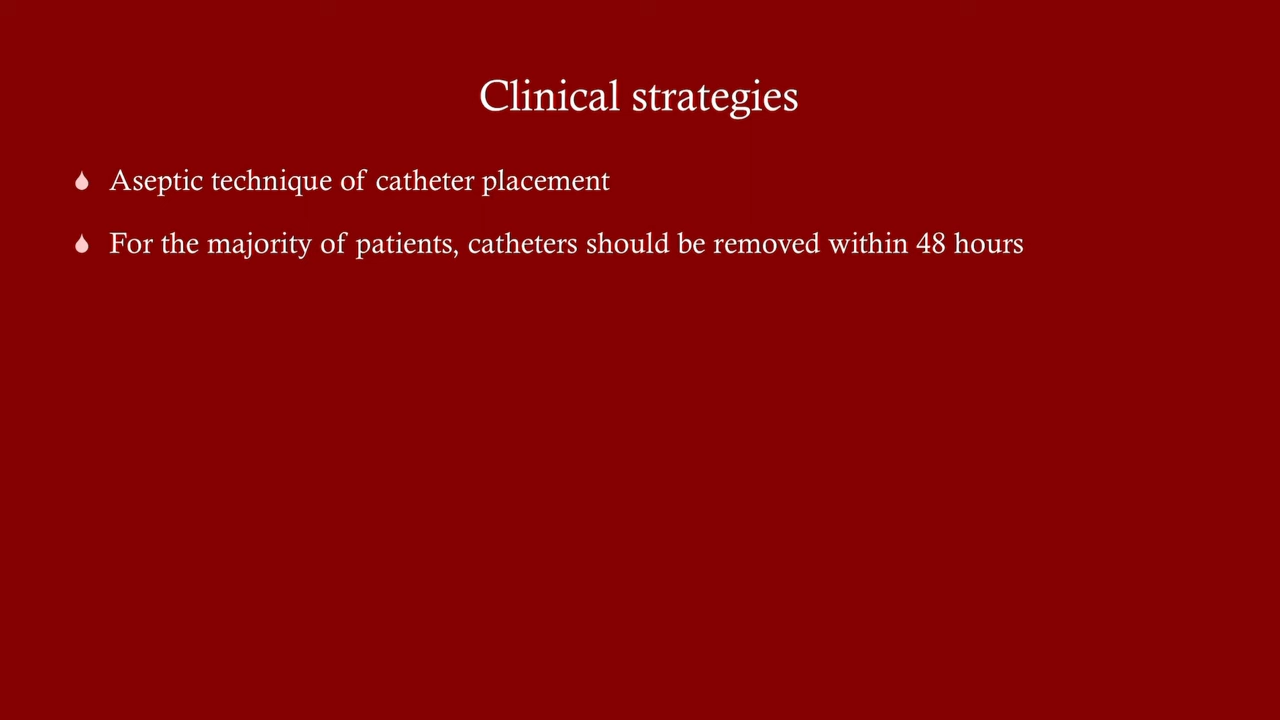 Clinical strategies
Aseptic technique of catheter placement
For the majority of patients, catheters should be removed within 48 hours